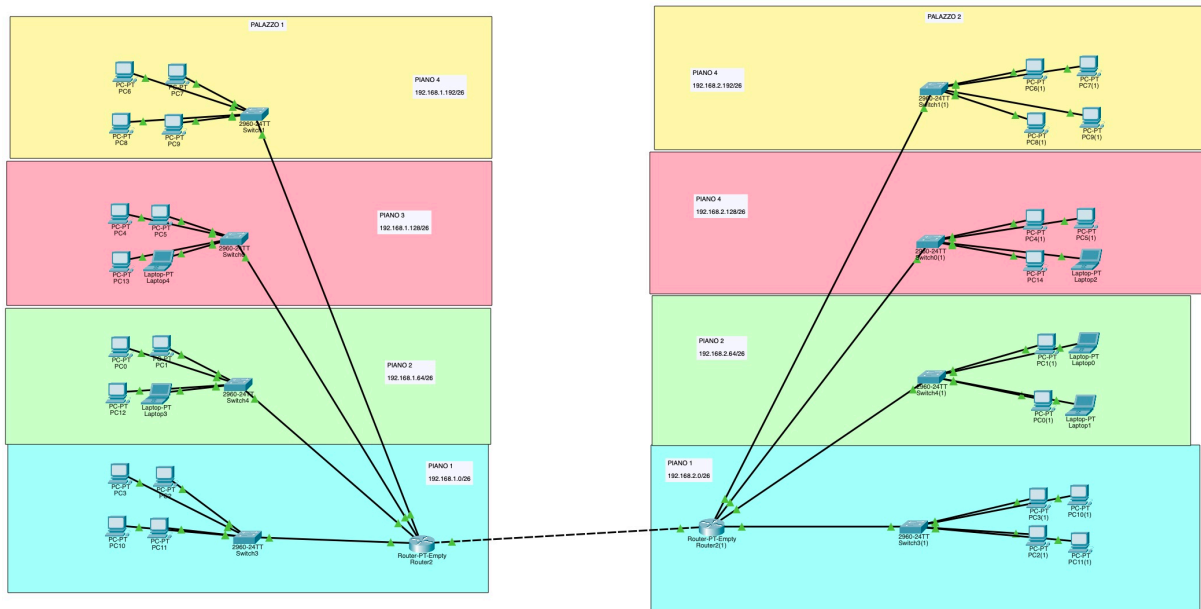 PALAZZO 1
PIANO 4
192.168.1.192/26
PC-PT
PC6
PC7
PC-PT
PC8
PC-PT
PC9
2960-24TT
Switch1
PIANO 3
192.168.1.128/26
PC-PT
PC4
PC-PT
PC5
PC-PT
PC13
Laptop-PT
Laptop4
2960-24TT
PIANO 2
192.168.1.64/26
PC-PT
PC0
PC-PT
PC1
PC-PT
PC12
Laptop-PT
Laptop3
2960-24TT
Switch4
PIANO 1
192.168.1.0/26
PC-PT
PC3
PC-PT
PC10
PC-PT
PC11
2960-24TT
Switch3
Router-PT-Empty
Router2
PALAZZO 2
PIANO 4
192.168.2.192/26
PC-PT
PC6(1)
PC-PT
PC7(1)
PC-PT
PC8(1)
PC-PT
PC9(1)
2960-24TT
Switch1(1)
PIANO 4
192.168.2.128/26
PC-PT
PC4(1)
PC-PT
PC5(1)
PC-PT
PC14
Laptop-PT
Laptop2
2960-24TT
Switch0(1)
PIANO 2
192.168.2.64/26
PC-PT
PC1(1)
Laptop-PT
Laptop0
PC-PT
PC0(1)
Laptop-PT
Laptop1
2960-24TT
Switch4(1)
PIANO 1
192.168.2.0/26
PC-PT
PC3(1)
PC-PT
PC10(1)
PC-PT
PC2(1)
PC-PT
PC11(1)
2960-24TT
Switch3(1)
Router-PT-Empty
Router2(1)